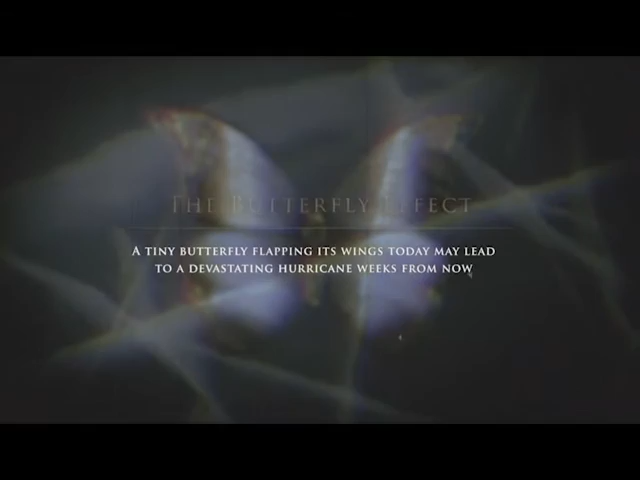 The Butterfly Effect
A tiny butterfly flapping its wings today may lead
to a devastating hurricane weeks from now